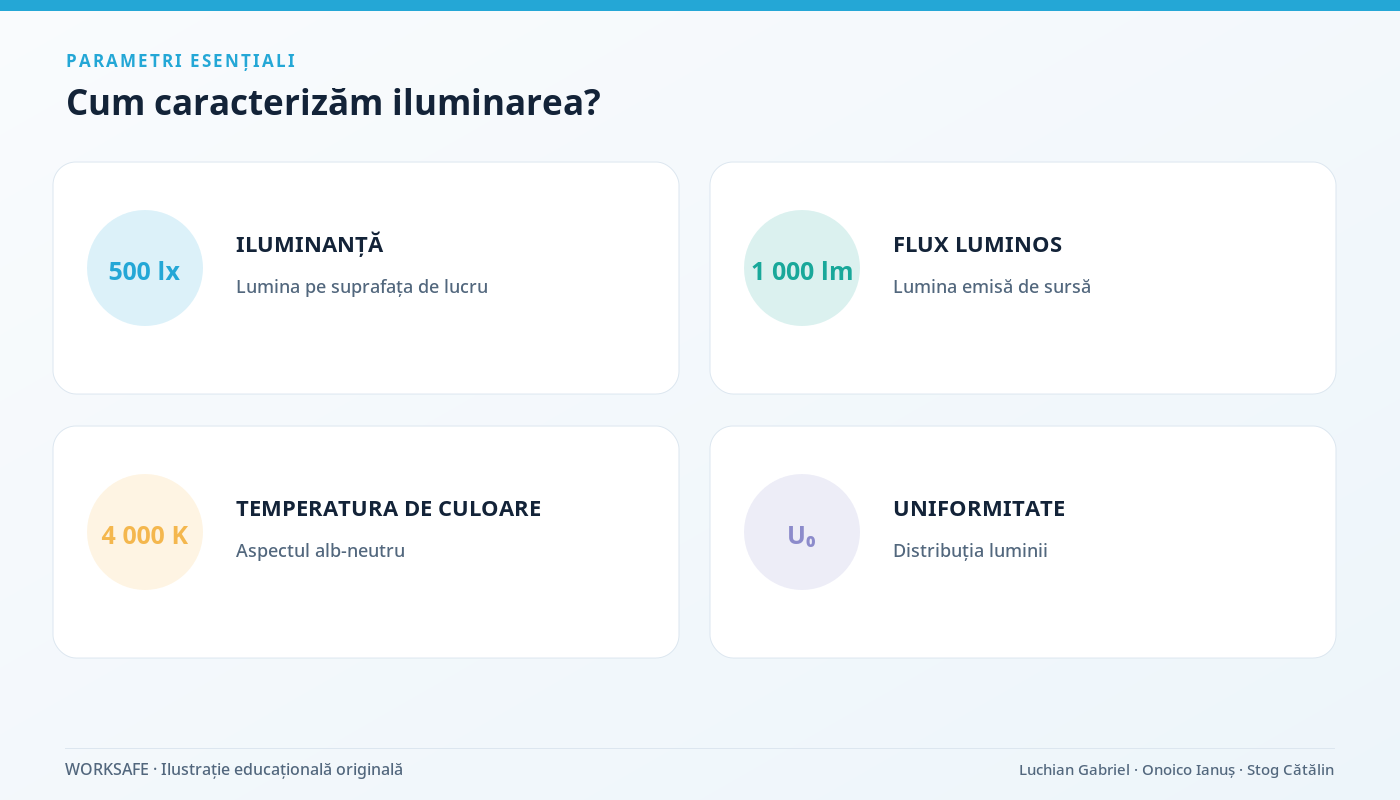 PARAMETRI ESENȚIALI
Cum caracterizăm iluminarea?
500 lx
ILUMINANȚĂ
Lumina pe suprafața de lucru
1 000 lm
FLUX LUMINOS
Lumina emisă de sursă
4 000 K
TEMPERATURA DE CULOARE
Aspectul alb-neutru
U₀
UNIFORMITATE
Distribuția luminii
WORKSAFE · Ilustrație educațională originală
Luchian Gabriel · Onoico Ianuș · Stog Cătălin